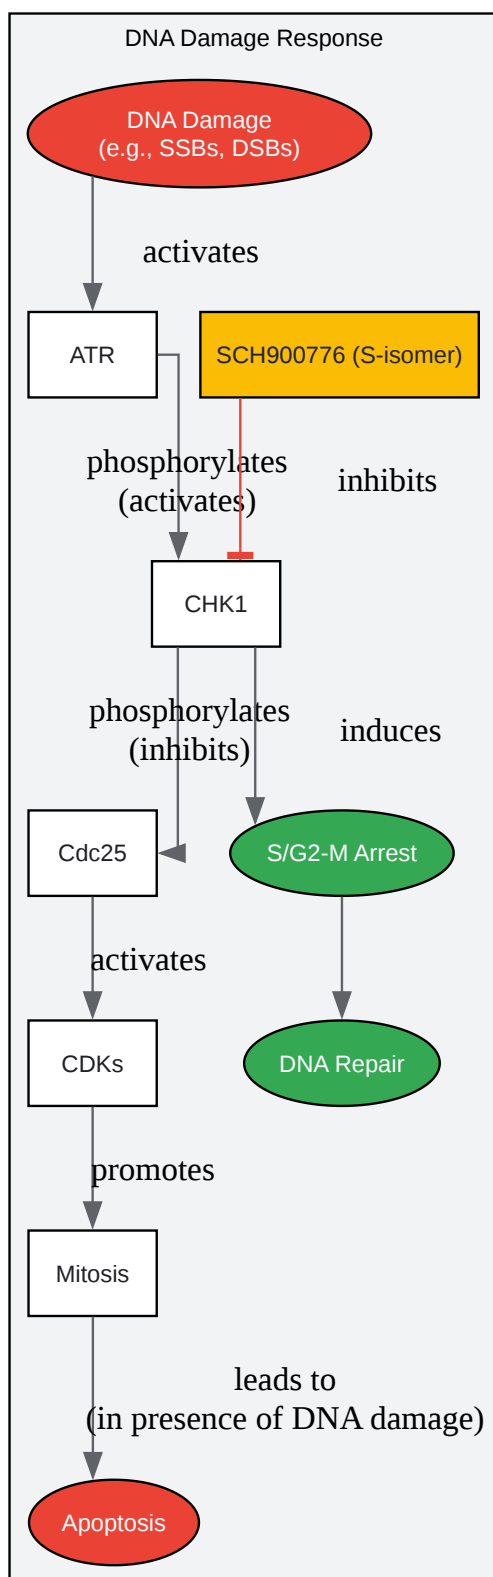 DNA Damage Response
DNA Damage
(e.g., SSBs, DSBs)
activates
ATR
SCH900776 (S-isomer)
phosphorylates
(activates)
inhibits
CHK1
phosphorylates
(inhibits)
induces
Cdc25
S/G2-M Arrest
activates
CDKs
DNA Repair
promotes
Mitosis
leads to
(in presence of DNA damage)
Apoptosis